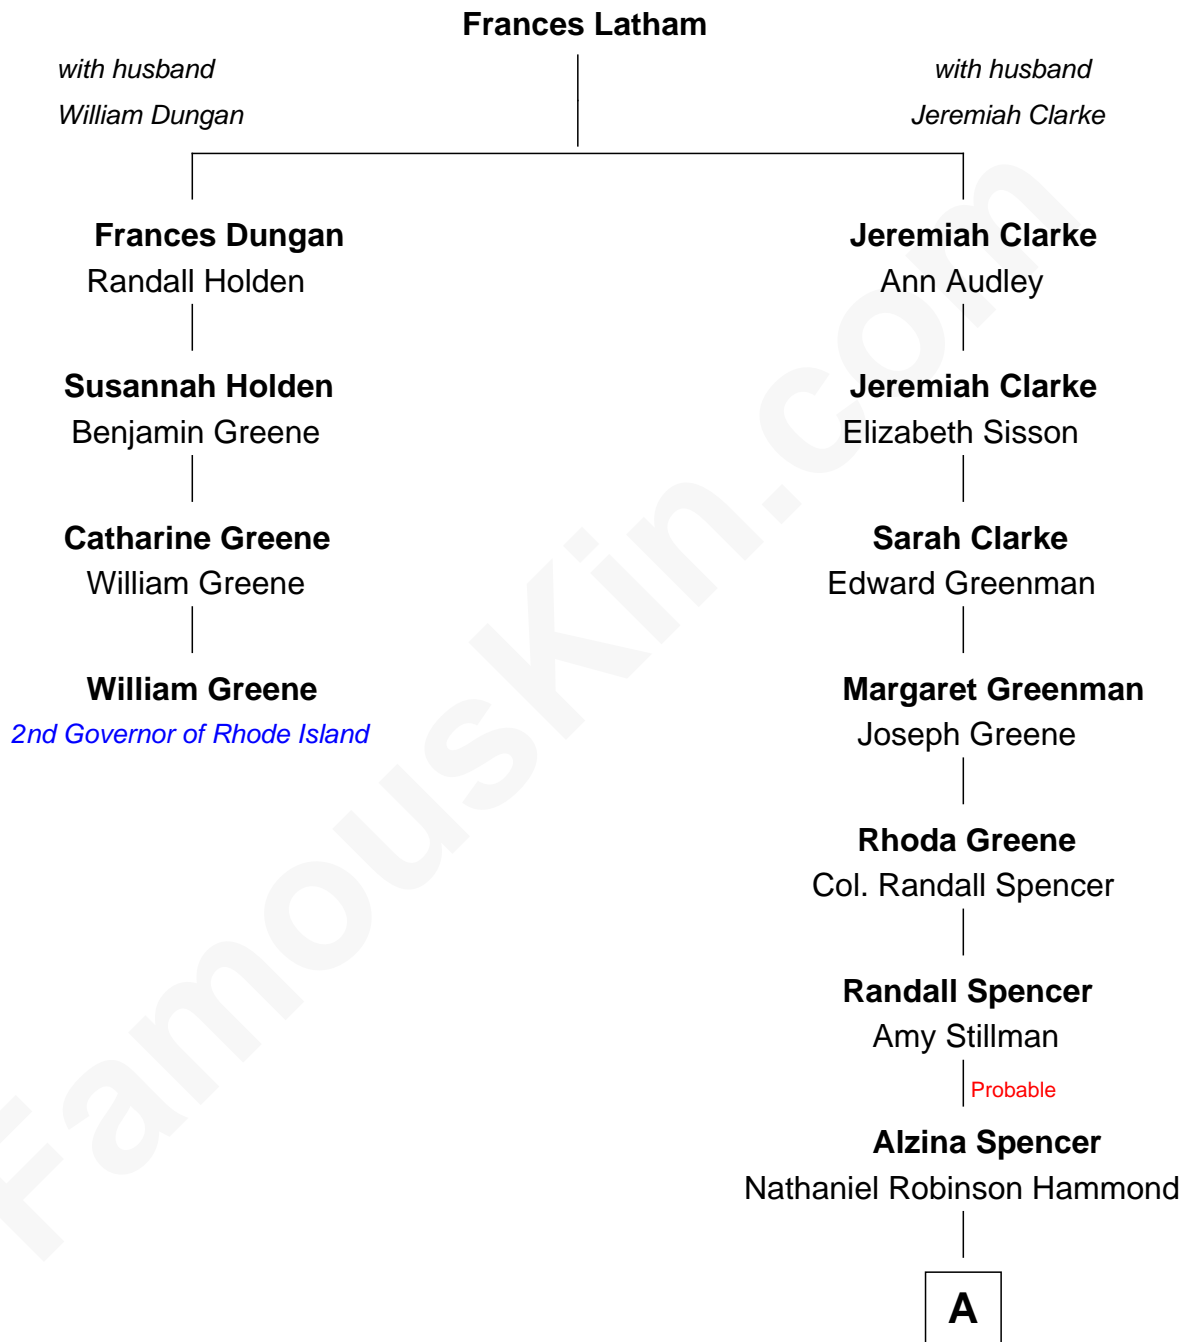 Frances Latham
with husband
William Dungan
with husband
Jeremiah Clarke
Frances Dungan
Randall Holden
Jeremiah Clarke
Ann Audley
Susannah Holden
Benjamin Greene
Jeremiah Clarke
Elizabeth Sisson
Catharine Greene
William Greene
Sarah Clarke
Edward Greenman
William Greene
2nd Governor of Rhode Island
Margaret Greenman
Joseph Greene
Rhoda Greene
Col. Randall Spencer
Randall Spencer
Amy Stillman
Probable
Alzina Spencer
Nathaniel Robinson Hammond
A
FamousKin.com